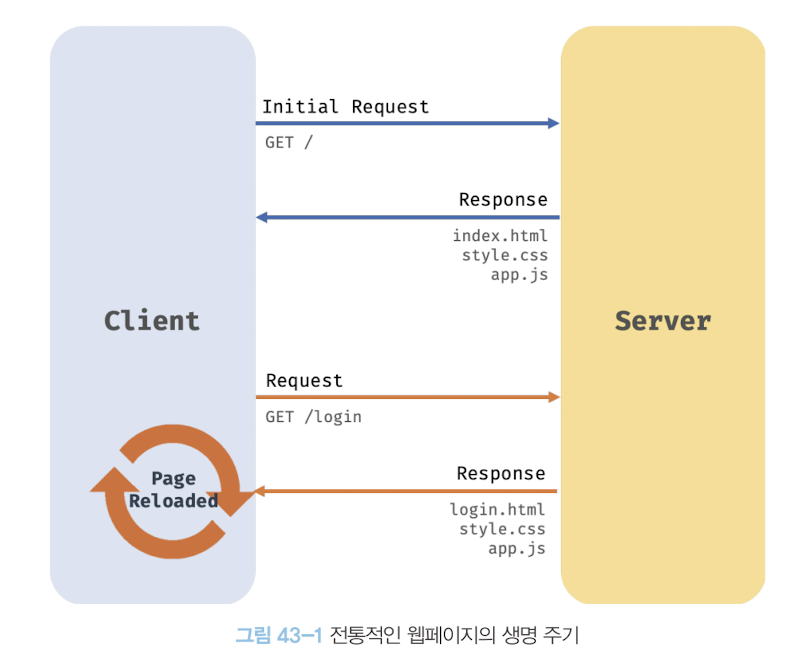 Initial Request
GET /
Response
index.html
style.css
app.js
Client
Server
Request
GET /login
Page
Reloaded
Response
login.html
style.css
app.js
그림 43-1 전통적인 웹페이지의 생명 주기